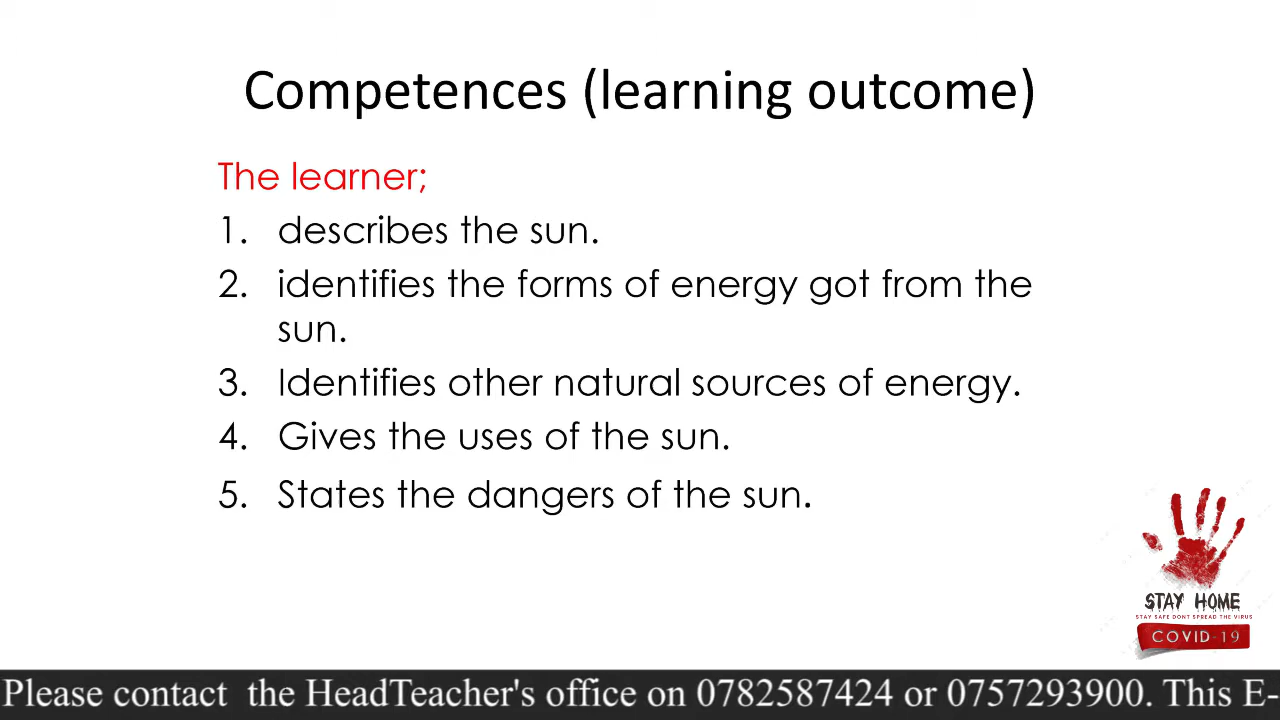 Competences (learning outcome)
The learner;
1. describes the sun.
2. identifies the forms of energy got from the
sun.
3. Identifies other natural sources of energy.
4. Gives the uses of the sun.
5. States the dangers of the sun.
STAY HOME
STAY SAFE DONT SPREAD THE VIRUS
COVID-19
Please contact the HeadTeacher's office on 0782587424 or 0757293900. This E-